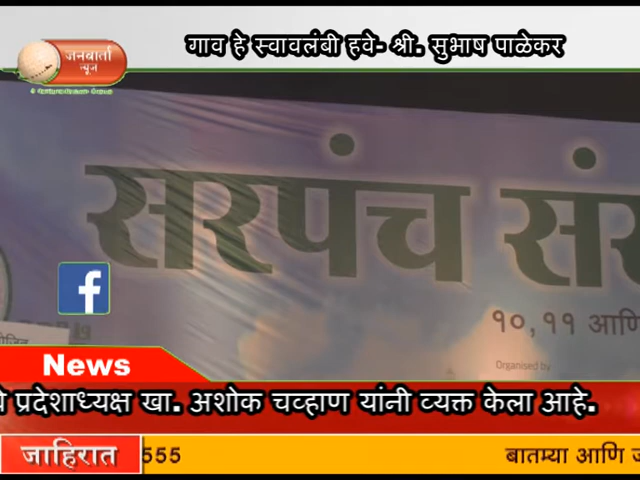 गाव हे स्वावलंबी हवे- श्री. सुभाष पाळेकर
जनवार्ता
न्यूज
सरपंच संस
१०,११ आणि
Organised by
News
प्रदेशाध्यक्ष खा. अशोक चव्हाण यांनी व्यक्त केला आहे.
जाहिरात
555
बातम्या आणि